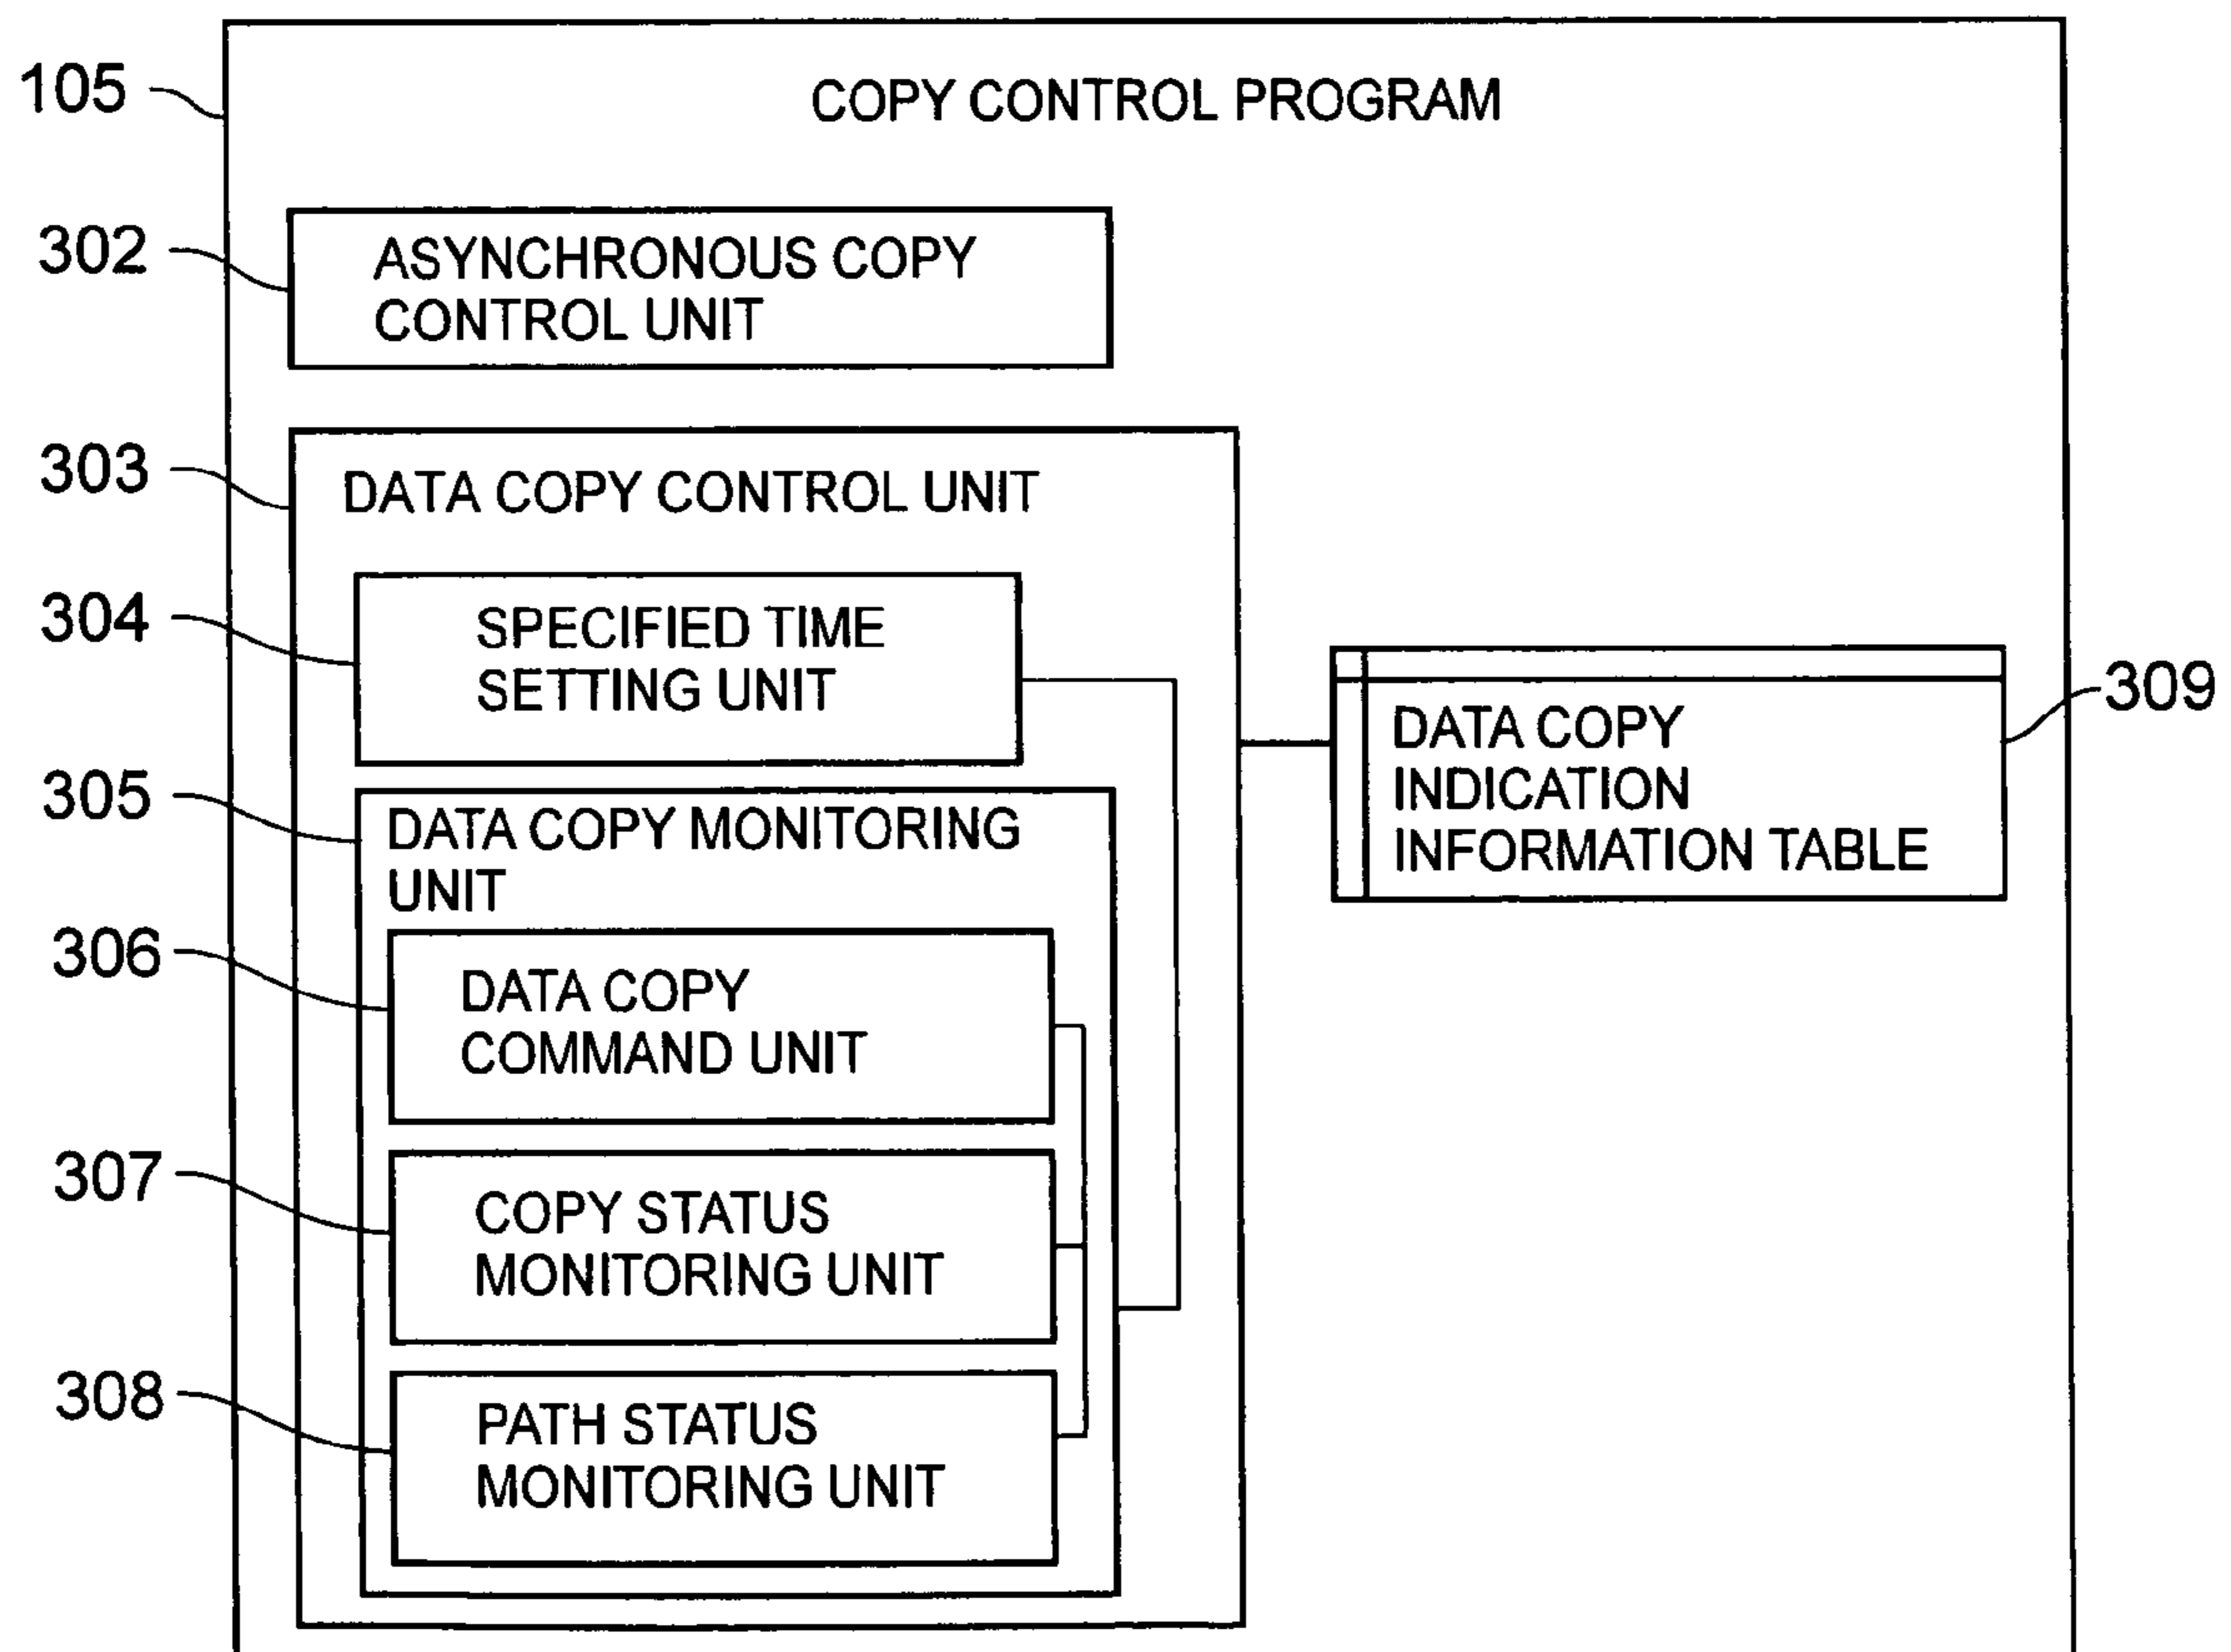 COPY CONTROL PROGRAM
105
302
ASYNCHRONOUS COPY
CONTROL UNIT
303
DATA COPY CONTROL UNIT
304
SPECIFIED TIME
SETTING UNIT
305
DATA COPY MONITORING
UNIT
306
DATA COPY
COMMAND UNIT
307
COPY STATUS
MONITORING UNIT
308
PATH STATUS
MONITORING UNIT
309
DATA COPY
INDICATION
INFORMATION TABLE